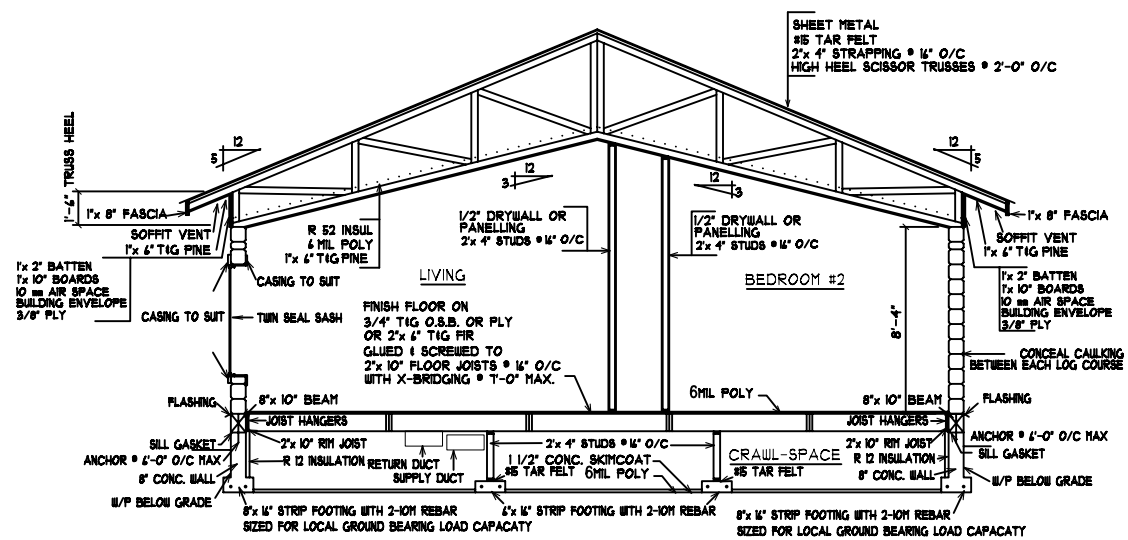 SHEET METAL
#15 TAR FELT
2"x 4" STRAPPING @ 16" O/C
HIGH HEEL SCISSOR TRUSSES @ 2'-0" O/C
12
5
12
5
1'-6" TRUSS HEEL
12
3
12
3
1"x 8" FASCIA
SOFFIT VENT
1"x 6" T&G PINE
1"x 2" BATTEN
1"x 10" BOARDS
10 mm AIR SPACE
BUILDING ENVELOPE
3/8" PLY
R 52 INSUL
6 MIL POLY
1"x 6" T&G PINE
1/2" DRYWALL OR
PANELLING
2"x 4" STUDS @ 16" O/C
1/2" DRYWALL OR
PANELLING
2"x 4" STUDS @ 16" O/C
1"x 8" FASCIA
SOFFIT VENT
1"x 6" T&G PINE
1"x 2" BATTEN
1"x 10" BOARDS
10 mm AIR SPACE
BUILDING ENVELOPE
3/8" PLY
CASING TO SUIT
LIVING
BEDROOM #2
CASING TO SUIT
TWIN SEAL SASH
FINISH FLOOR ON
3/4" T&G O.S.B. OR PLY
OR 2"x 6" T&G FIR
GLUED & SCREWED TO
2"x 10" FLOOR JOISTS @ 16" O/C
WITH X-BRIDGING @ 7'-0" MAX.
8'-4"
CONCEAL CAULKING
BETWEEN EACH LOG COURSE
FLASHING
8"x 10" BEAM
6MIL POLY
8"x 10" BEAM
FLASHING
JOIST HANGERS
JOIST HANGERS
SILL GASKET
2"x 10" RIM JOIST
2"x 4" STUDS @ 16" O/C
2"x 10" RIM JOIST
ANCHOR @ 6'-0" O/C MAX
SILL GASKET
ANCHOR @ 6'-0" O/C MAX
R 12 INSULATION
RETURN DUCT
SUPPLY DUCT
1 1/2" CONC. SKIMCOAT
#15 TAR FELT
6MIL POLY
CRAWL-SPACE
#15 TAR FELT
R 12 INSULATION
8" CONC. WALL
8" CONC. WALL
W/P BELOW GRADE
W/P BELOW GRADE
8"x 16" STRIP FOOTING WITH 2-10M REBAR
SIZED FOR LOCAL GROUND BEARING LOAD CAPACATY
6"x 16" STRIP FOOTING WITH 2-10M REBAR
8"x 16" STRIP FOOTING WITH 2-10M REBAR
SIZED FOR LOCAL GROUND BEARING LOAD CAPACATY